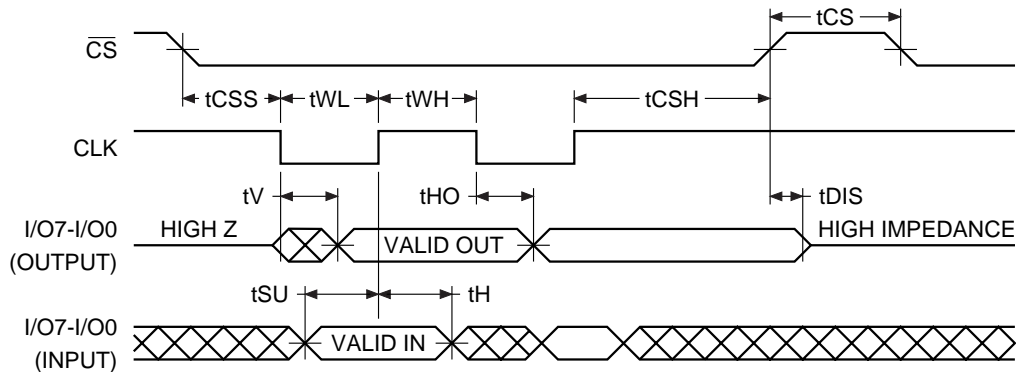 tCS
CS
tCSS tWL tWH tCSH
CLK
tV tHO tDIS
I/O7-I/O0
(OUTPUT)
HIGH Z VALID OUT HIGH IMPEDANCE
tSU tH
I/O7-I/O0
(INPUT)
VALID IN